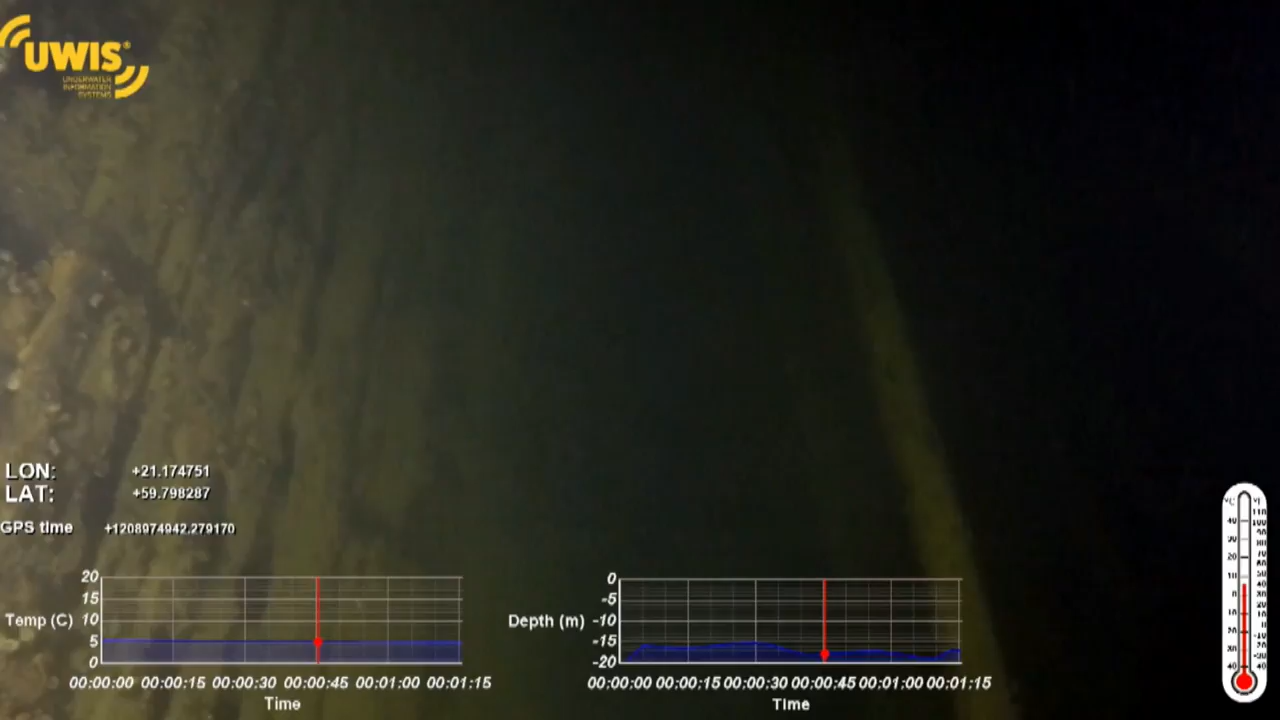 UWIS®
UNDERWATER
INFORMATION
SYSTEMS
LON: +21.174751
LAT: +59.798287
GPS time +1208974942.279170
20
15
10
5
0
Temp (C)
00:00:00 00:00:15 00:00:30 00:00:45 00:01:00 00:01:15
Time
0
-5
-10
-15
-20
Depth (m)
00:00:00 00:00:15 00:00:30 00:00:45 00:01:00 00:01:15
Time